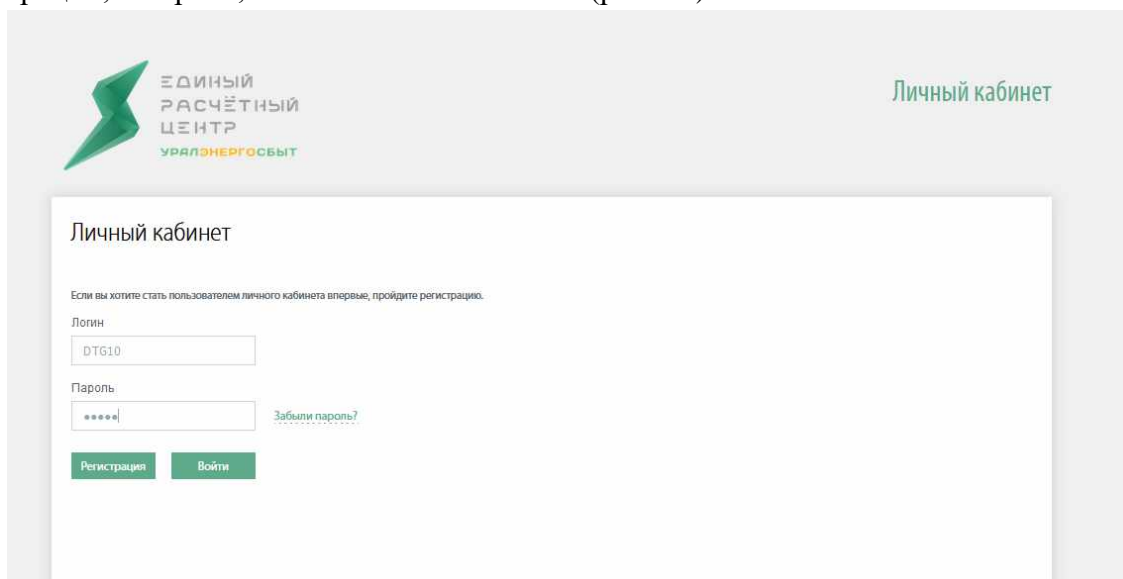 ЕДИНЫЙ
РАСЧЁТНЫЙ
ЦЕНТР
УРАЛЭНЕРГОСБЫТ
Личный кабинет
Личный кабинет
Если вы хотите стать пользователем личного кабинета впервые, пройдите регистрацию.
Логин
DTG10
Пароль
•••••
Забыли пароль?
Регистрация Войти